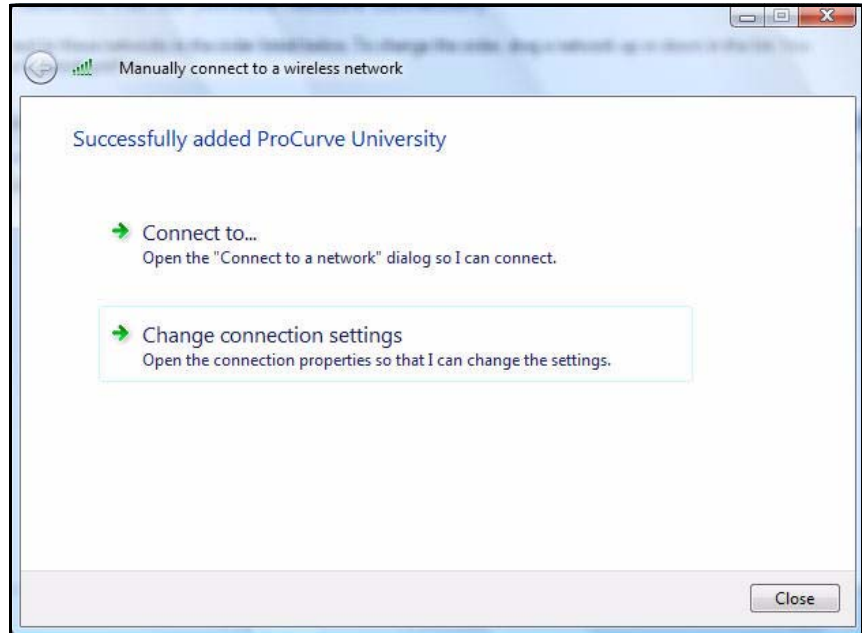 Manually connect to a wireless network
Successfully added ProCurve University
Connect to...
Open the "Connect to a network" dialog so I can connect.
Change connection settings
Open the connection properties so that I can change the settings.
Close